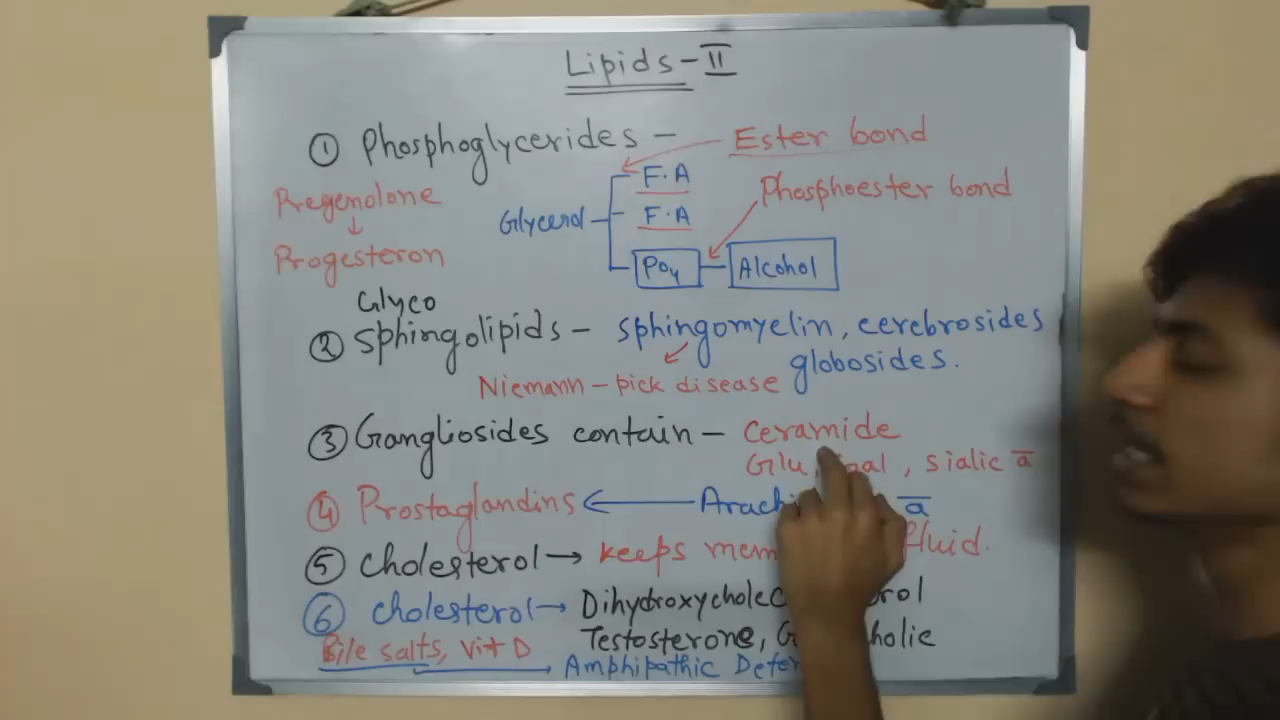 Lipids - II
① Phosphoglycerides - Ester bond
F.A
Pregenolone
↓
Progesteron
Glycerol
F.A
Phosphoester bond
PO4 - Alcohol
Glyco
② Sphingolipids - sphingomyelin, cerebrosides
globosides.
Niemann - pick disease
③ Gangliosides contain - Ceramide
Glu, sialic a̅
④ Prostaglandins ← a̅
⑤ Cholesterol → keeps fluid.
⑥ Cholesterol →
Testosterone,
Bile salts, Vit D → Amphipathic